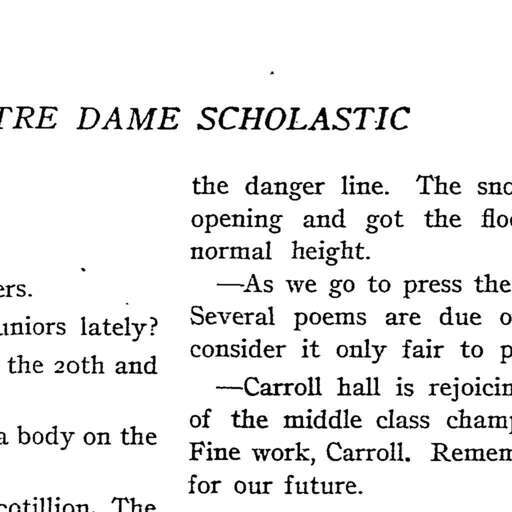 TRE DAME SCHOLASTIC
ers.
uniors lately?
the 20th and
a body on the
cotillion. The
the danger line. The sno
opening and got the floo
normal height.
—As we go to press the
Several poems are due o
consider it only fair to p
—Carroll hall is rejoicin
of the middle class champ
Fine work, Carroll. Remem
for our future.